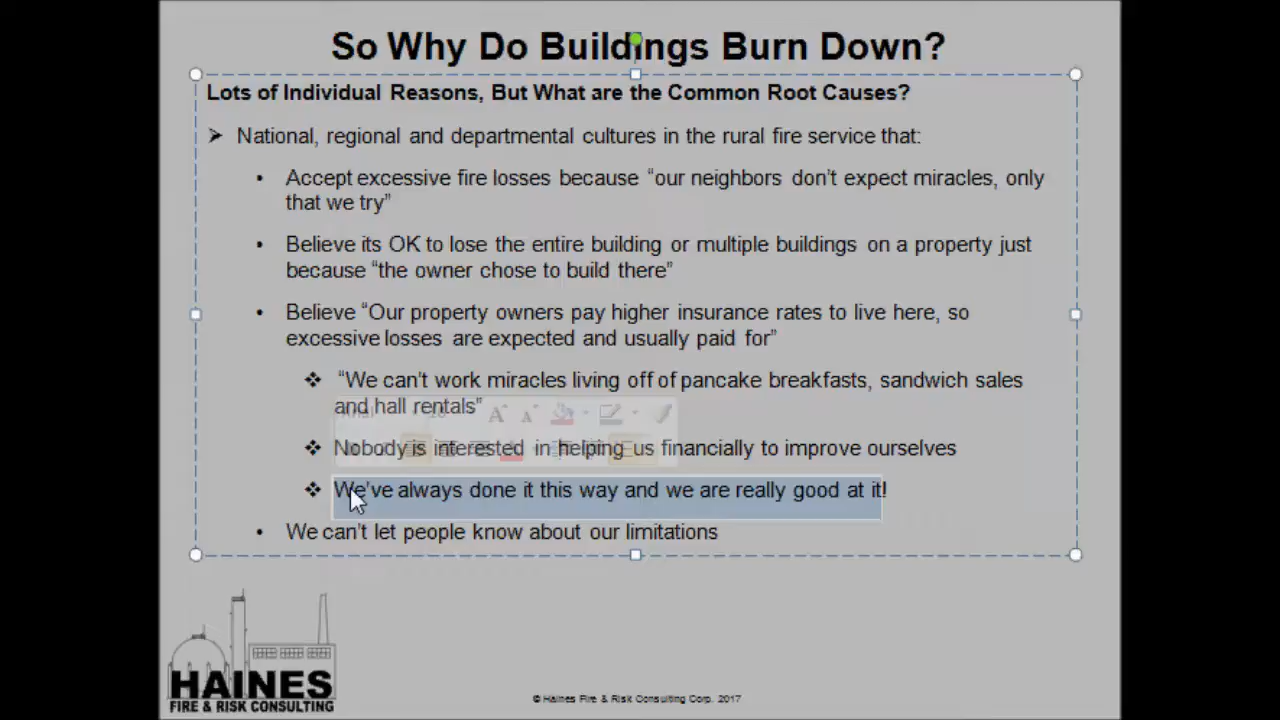 So Why Do Buildings Burn Down?
Lots of Individual Reasons, But What are the Common Root Causes?
➢ National, regional and departmental cultures in the rural fire service that:
• Accept excessive fire losses because “our neighbors don’t expect miracles, only
that we try”
• Believe its OK to lose the entire building or multiple buildings on a property just
because “the owner chose to build there”
• Believe “Our property owners pay higher insurance rates to live here, so
excessive losses are expected and usually paid for”
❖ “We can’t work miracles living off of pancake breakfasts, sandwich sales
and hall rentals”
❖ Nobody is interested in helping us financially to improve ourselves
❖ We’ve always done it this way and we are really good at it!
• We can’t let people know about our limitations
HAINES
FIRE & RISK CONSULTING
© Haines Fire & Risk Consulting Corp. 2017